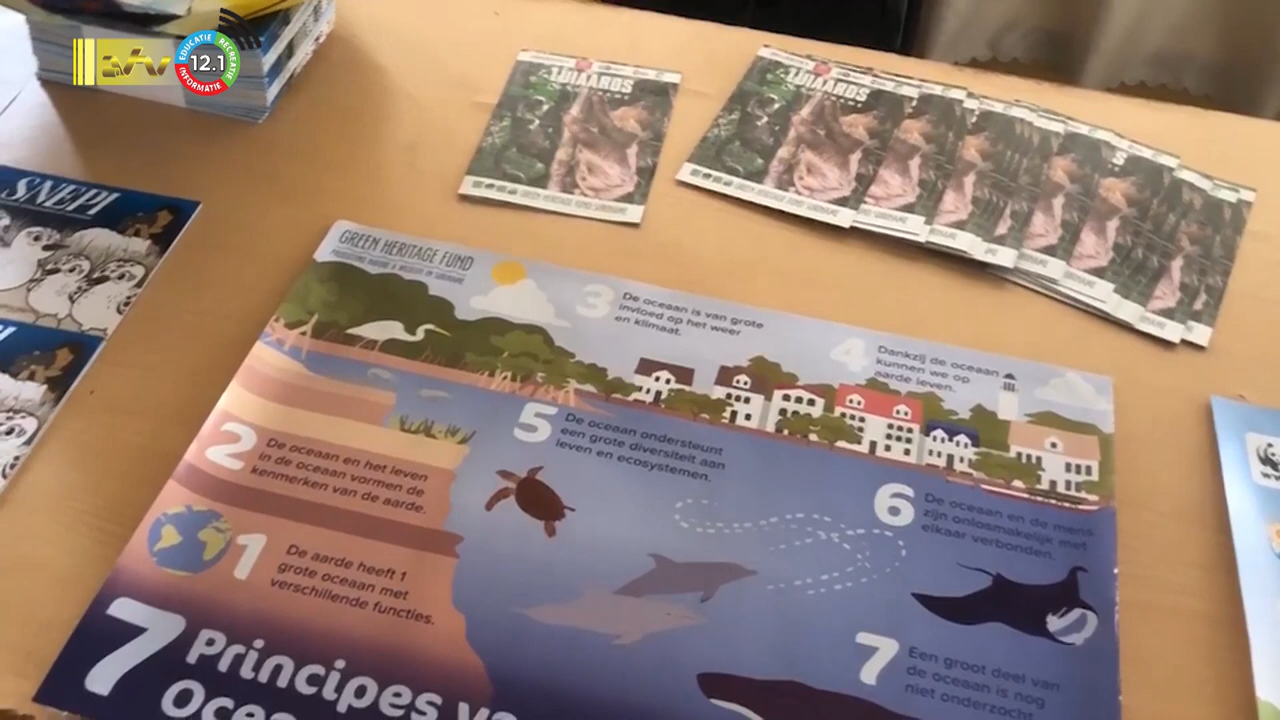 EDUCATIE
RECREATIE
INFORMATIE
12.1
SNEPI
LUIAARDS
GREEN HERITAGE FUND SURINAME
LUIAARDS
GREEN HERITAGE FUND SURINAME
GREEN HERITAGE FUND
3
De oceaan is van grote
invloed op het weer
en klimaat.
4
Dankzij de oceaan
kunnen we op
aarde leven.
5
De oceaan ondersteunt
een grote diversiteit aan
leven en ecosystemen.
2
De oceaan en het leven
in de oceaan vormen de
kenmerken van de aarde.
6
De oceaan en de mens
zijn onlosmakelijk met
elkaar verbonden.
1
De aarde heeft 1
grote oceaan met
verschillende functies.
7
Een groot deel van
de oceaan is nog
niet onderzocht
7 Principes